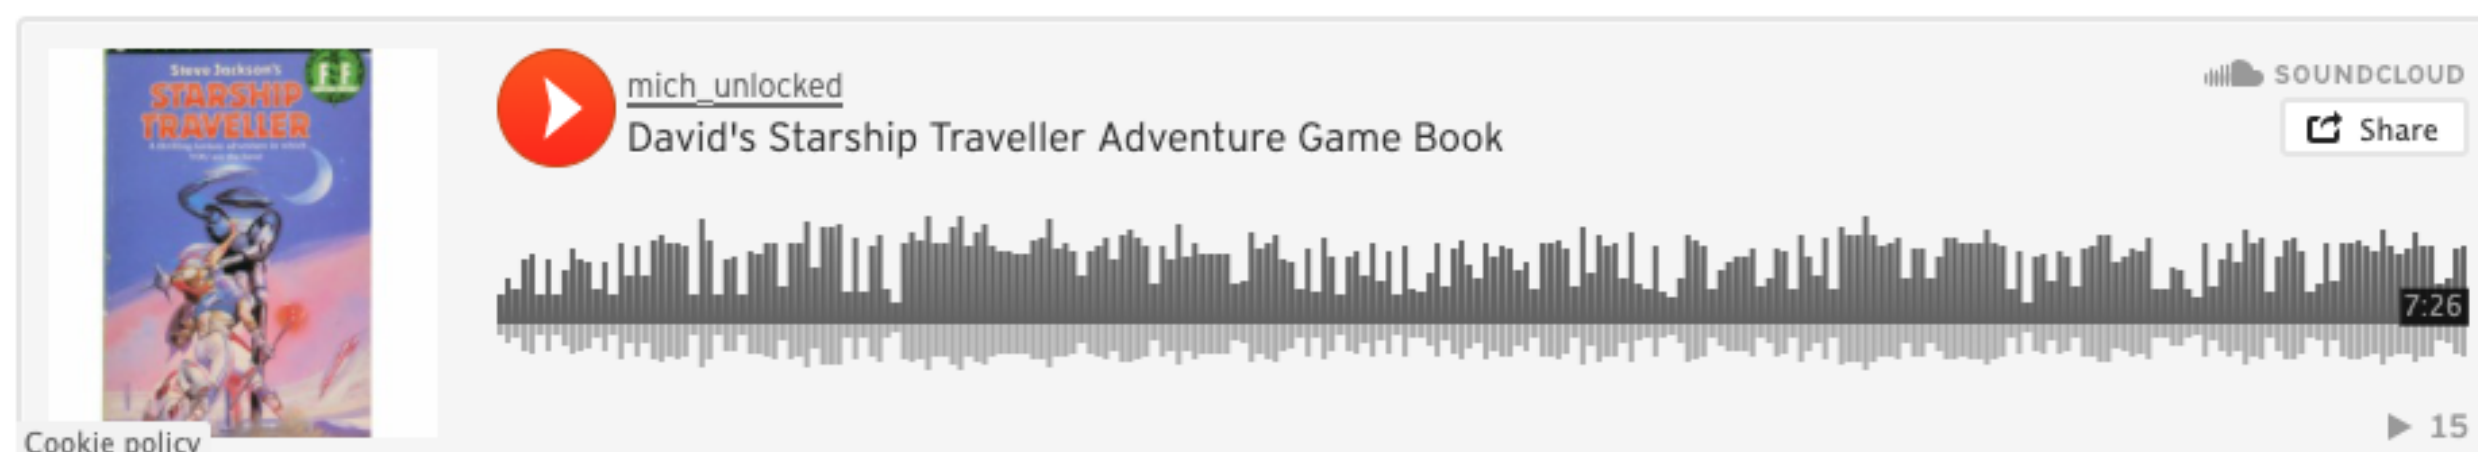 Steve Jackson's
STARSHIP
TRAVELLER
FF
mich_unlocked
David's Starship Traveller Adventure Game Book
SOUNDCLOUD
Share
7:26
15
Cookie policy